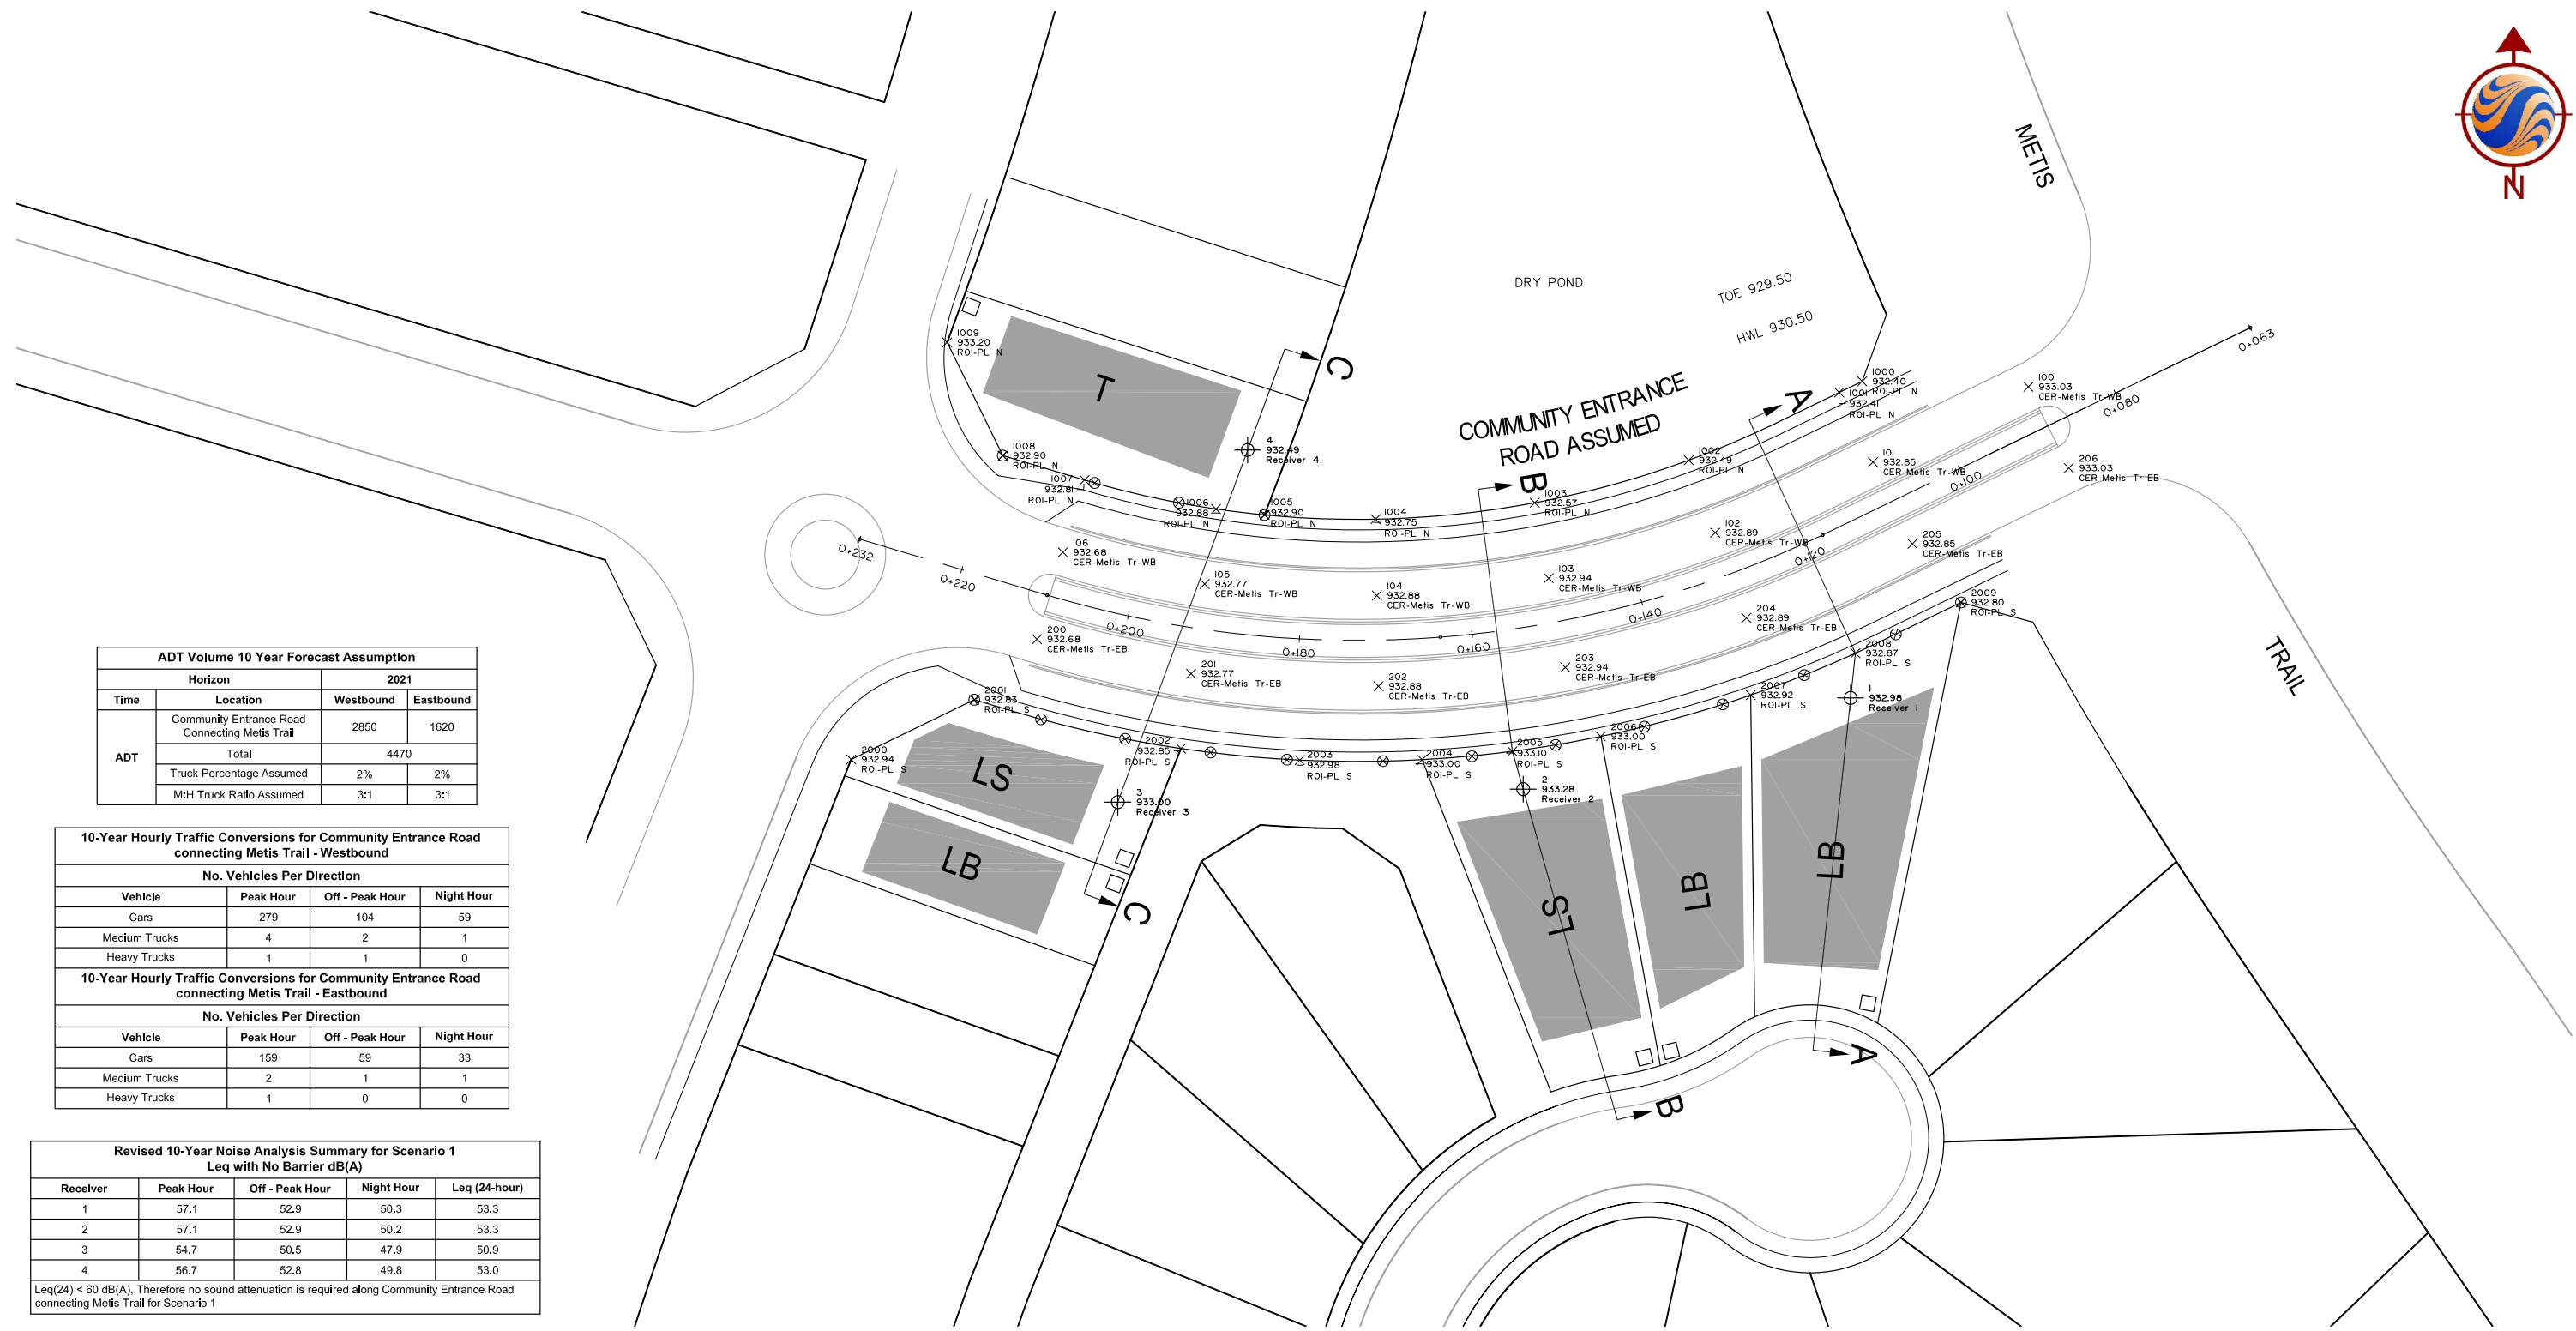 N
METIS
DRY POND
TOE 929.50
HWL 930.50
COMMUNITY ENTRANCE
ROAD ASSUMED
TRAIL
A
A
B
B
C
C
T
LS
LB
LS
LB
LB
0+063
0+080
0+100
0+120
0+140
0+160
0+180
0+200
0+220
0+232
1009
933.20
ROI-PL N
1008
932.90
ROI-PL N
1007
932.81
ROI-PL N
1006
932.88
ROI-PL N
1005
932.90
ROI-PL N
1004
932.75
ROI-PL N
1003
932.57
ROI-PL N
1002
932.49
ROI-PL N
1001
932.41
ROI-PL N
1000
932.40
ROI-PL N
100
933.03
CER-Metis Tr-WB
101
932.85
CER-Metis Tr-WB
102
932.89
CER-Metis Tr-WB
103
932.94
CER-Metis Tr-WB
104
932.88
CER-Metis Tr-WB
105
932.77
CER-Metis Tr-WB
106
932.68
CER-Metis Tr-WB
200
932.68
CER-Metis Tr-EB
201
932.77
CER-Metis Tr-EB
202
932.88
CER-Metis Tr-EB
203
932.94
CER-Metis Tr-EB
204
932.89
CER-Metis Tr-EB
205
932.85
CER-Metis Tr-EB
206
933.03
CER-Metis Tr-EB
2000
932.94
ROI-PL S
2001
932.83
ROI-PL S
2002
932.85
ROI-PL S
2003
932.98
ROI-PL S
2004
933.00
ROI-PL S
2005
933.10
ROI-PL S
2006
933.00
ROI-PL S
2007
932.92
ROI-PL S
2008
932.87
ROI-PL S
2009
932.80
ROI-PL S
1
932.98
Receiver 1
2
933.28
Receiver 2
3
933.00
Receiver 3
4
932.49
Receiver 4
ADT Volume 10 Year Forecast Assumption
Horizon 2021
Time Location Westbound Eastbound
ADT Community Entrance Road
Connecting Metis Trail 2850 1620
Total 4470
Truck Percentage Assumed 2% 2%
M:H Truck Ratio Assumed 3:1 3:1
10-Year Hourly Traffic Conversions for Community Entrance Road
connecting Metis Trail - Westbound
No. Vehicles Per Direction
Vehicle Peak Hour Off - Peak Hour Night Hour
Cars 279 104 59
Medium Trucks 4 2 1
Heavy Trucks 1 1 0
10-Year Hourly Traffic Conversions for Community Entrance Road
connecting Metis Trail - Eastbound
No. Vehicles Per Direction
Vehicle Peak Hour Off - Peak Hour Night Hour
Cars 159 59 33
Medium Trucks 2 1 1
Heavy Trucks 1 0 0
Revised 10-Year Noise Analysis Summary for Scenario 1
Leq with No Barrier dB(A)
Receiver Peak Hour Off - Peak Hour Night Hour Leq (24-hour)
1 57.1 52.9 50.3 53.3
2 57.1 52.9 50.2 53.3
3 54.7 50.5 47.9 50.9
4 56.7 52.8 49.8 53.0
Leq(24) < 60 dB(A), Therefore no sound attenuation is required along Community Entrance Road
connecting Metis Trail for Scenario 1